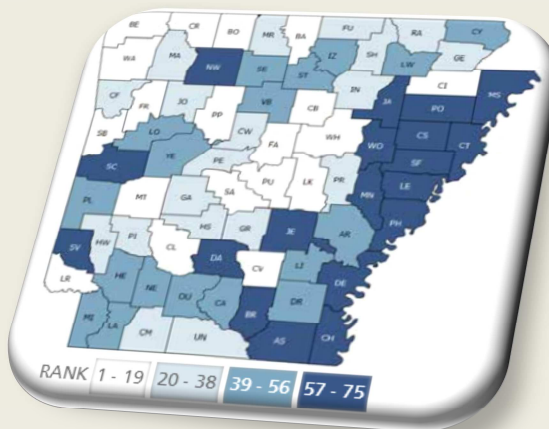 BE CR BO MR BA FU RA CY
WA MA NW SE ST IZ SH LW GE
CF FR JO PP VB CB IN JA CI PO MS
SB LO CW FA WH WO CS CT
SC YE PE PU LK PR SF
PL MT GA SA MN LE
SV HW PI MS GR JE AR PH
LR CL DA CV LI DE
HE NE OU CA BR DR
MI LA CM UN AS CH
RANK 1 - 19 20 - 38 39 - 56 57 - 75